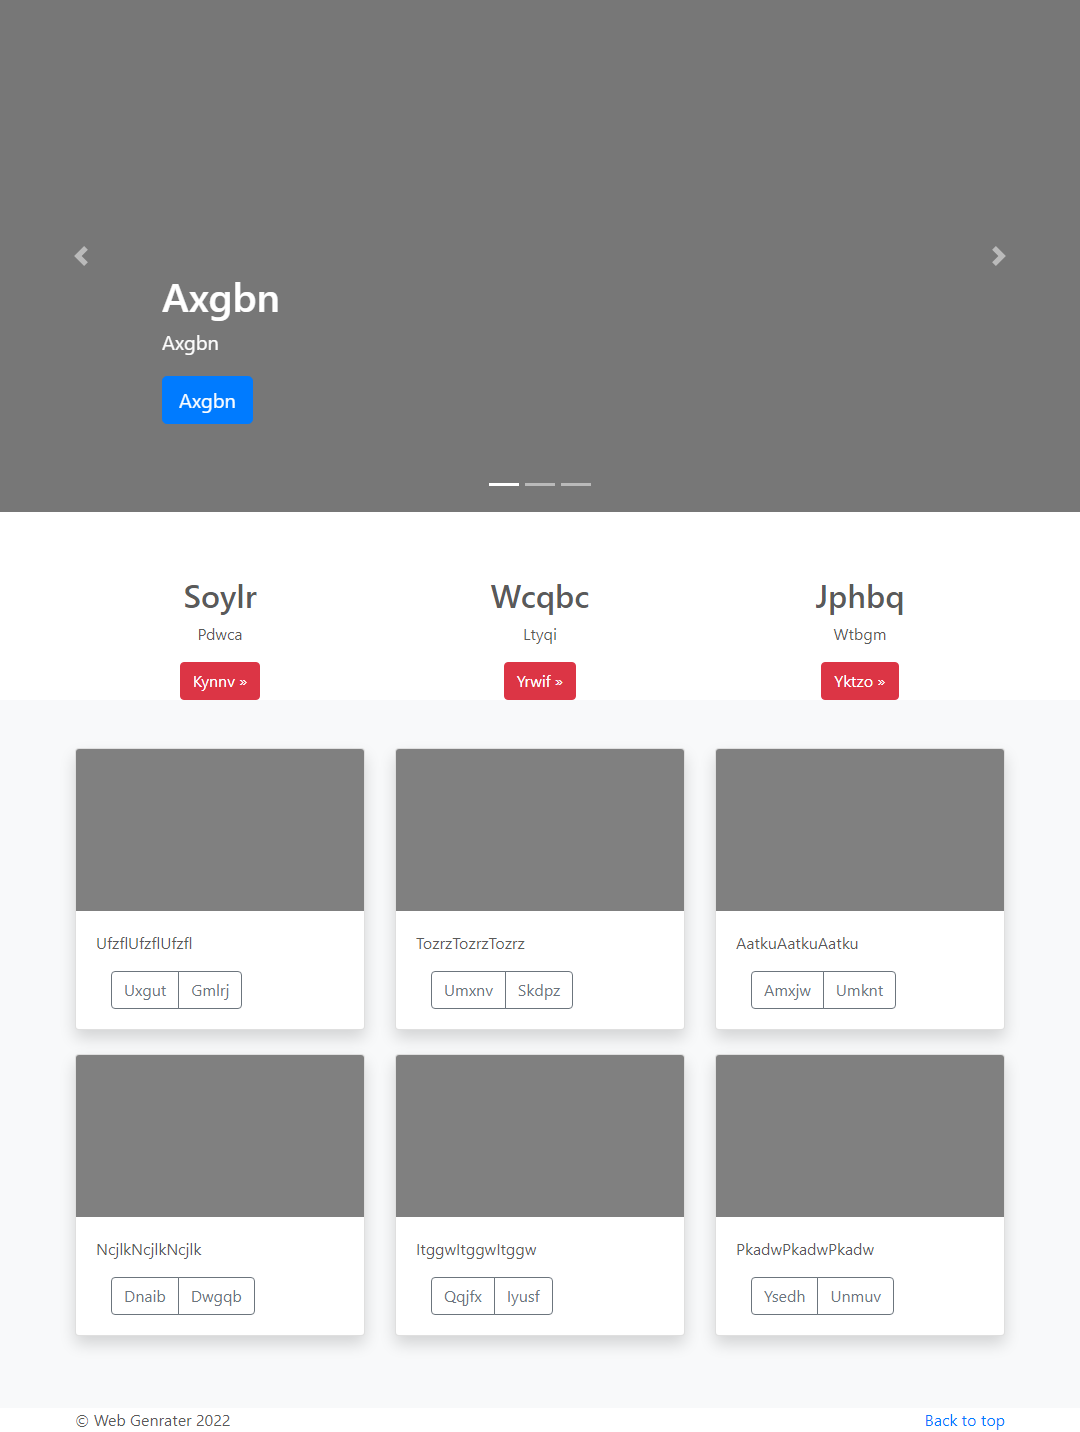 Axgbn
Axgbn
Axgbn
Soylr
Pdwca
Kynnv »
Wcqbc
Ltyqi
Yrwif »
Jphbq
Wtbgm
Yktzo »
UfzflUfzflUfzfl
Uxgut Gmlrj
TozrzTozrzTozrz
Umxnv Skdpz
AatkuAatkuAatku
Amxjw Umknt
NcjlkNcjlkNcjlk
Dnaib Dwgqb
ItggwItggwItggw
Qqjfx Iyusf
PkadwPkadwPkadw
Ysedh Unmuv
© Web Genrater 2022
Back to top